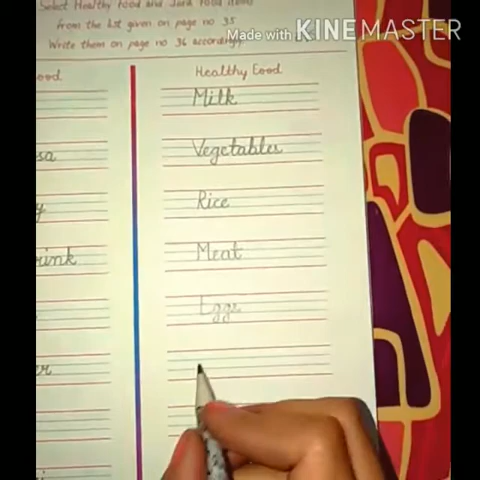 Select Healthy food and Junk food items
from the list given on page no 35
Write them on page no 36 accordingly
Made with KINEMASTER
ood Healthy Food
Milk
sa Vegetables
y Rice
rink Meat
Eggs
er